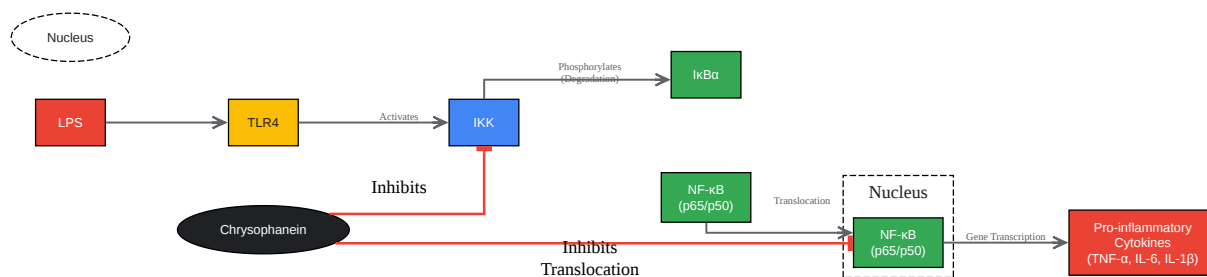 Nucleus
Phosphorylates
(Degradation)
IκBα
LPS
TLR4
Activates
IKK
Inhibits
NF-κB
(p65/p50)
Translocation
Nucleus
NF-κB
(p65/p50)
Gene Transcription
Pro-inflammatory
Cytokines
(TNF-α, IL-6, IL-1β)
Chrysophanein
Inhibits
Translocation